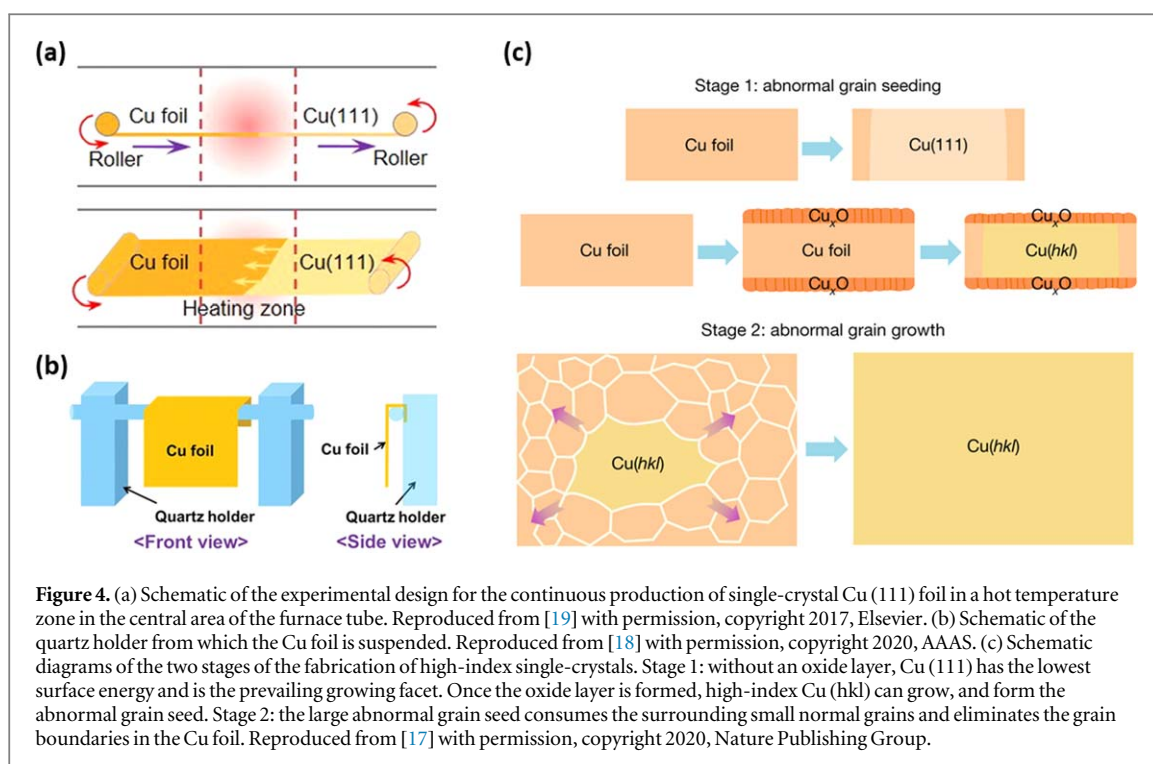 (a)
Cu foil
Cu(111)
Roller
Roller
Cu foil
Cu(111)
Heating zone
(b)
Cu foil
Cu foil
Quartz holder
Quartz holder
<Front view>
<Side view>
(c)
Stage 1: abnormal grain seeding
Cu foil
Cu(111)
Cu foil
CuₓO
Cu foil
CuₓO
CuₓO
Cu(hkl)
CuₓO
Stage 2: abnormal grain growth
Cu(hkl)
Cu(hkl)
Figure 4. (a) Schematic of the experimental design for the continuous production of single-crystal Cu (111) foil in a hot temperature
zone in the central area of the furnace tube. Reproduced from [19] with permission, copyright 2017, Elsevier. (b) Schematic of the
quartz holder from which the Cu foil is suspended. Reproduced from [18] with permission, copyright 2020, AAAS. (c) Schematic
diagrams of the two stages of the fabrication of high-index single-crystals. Stage 1: without an oxide layer, Cu (111) has the lowest
surface energy and is the prevailing growing facet. Once the oxide layer is formed, high-index Cu (hkl) can grow, and form the
abnormal grain seed. Stage 2: the large abnormal grain seed consumes the surrounding small normal grains and eliminates the grain
boundaries in the Cu foil. Reproduced from [17] with permission, copyright 2020, Nature Publishing Group.